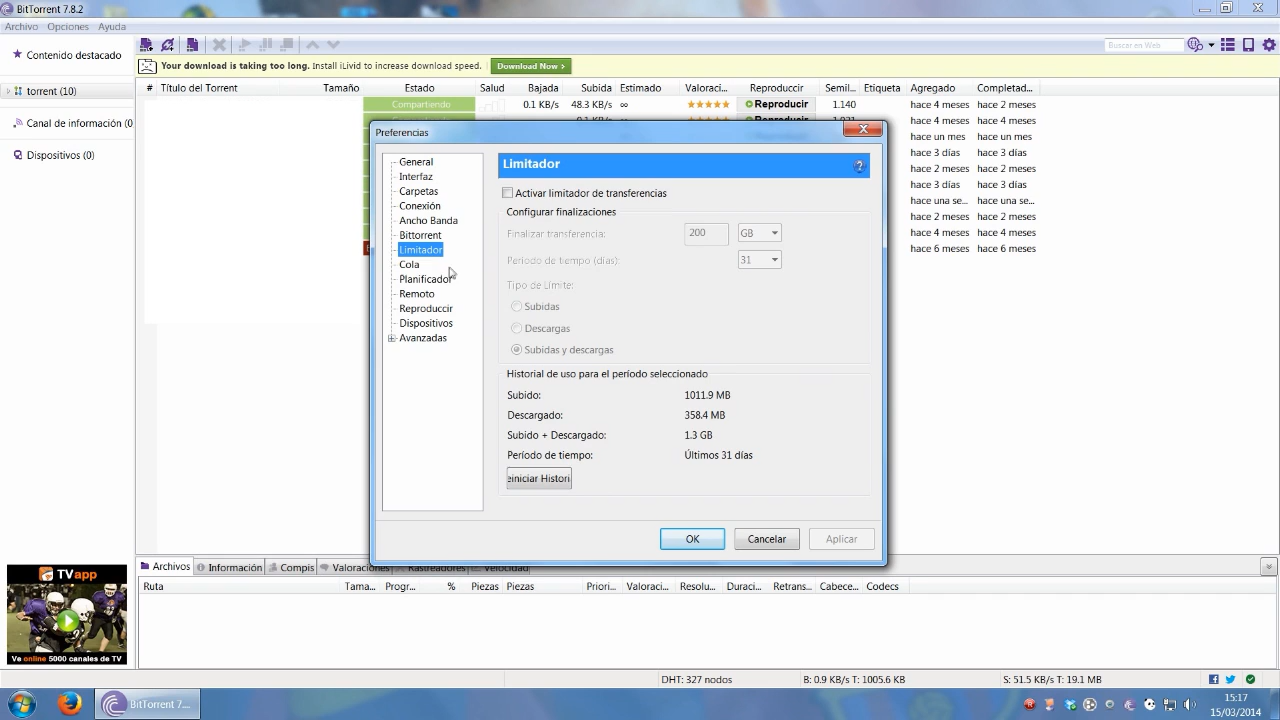 BitTorrent 7.8.2
Archivo Opciones Ayuda
Contenido destacado
Buscar en Web
Your download is taking too long. Install iLivid to increase download speed. Download Now >
# Título del Torrent Tamaño Estado Salud Bajada Subida Estimado Valoraci... Reproducir Semil... Etiqueta Agregado Completad...
torrent (10)
Compartiendo 0.1 KB/s 48.3 KB/s ∞ Reproducir 1.140 hace 4 meses hace 2 meses
hace 4 meses hace 4 meses
Canal de información (0
Dispositivos (0)
hace un mes hace un mes
hace 3 días hace 3 días
hace 2 meses hace 2 meses
hace 3 días hace 3 días
hace una se... hace una se...
hace 2 meses hace 2 meses
hace 4 meses hace 4 meses
hace 6 meses hace 6 meses
Preferencias
General
Interfaz
Carpetas
Conexión
Ancho Banda
Bittorrent
Limitador
Cola
Planificador
Remoto
Reproduccir
Dispositivos
Avanzadas
Limitador
Activar limitador de transferencias
Configurar finalizaciones
Finalizar transferencia: 200 GB
Período de tiempo (días): 31
Tipo de Límite:
Subidas
Descargas
Subidas y descargas
Historial de uso para el período seleccionado
Subido: 1011.9 MB
Descargado: 358.4 MB
Subido + Descargado: 1.3 GB
Período de tiempo: Últimos 31 días
einiciar Histori
OK Cancelar Aplicar
Archivos Información Compis Valoraciones Rastreadores Velocidad
Ruta Tama... Progr... % Piezas Piezas Priori... Valoraci... Resolu... Duraci... Retrans... Cabece... Codecs
TVapp
Ve online 5000 canales de TV
DHT: 327 nodos B: 0.9 KB/s T: 1005.6 KB S: 51.5 KB/s T: 19.1 MB
BitTorrent 7....
15:17
15/03/2014